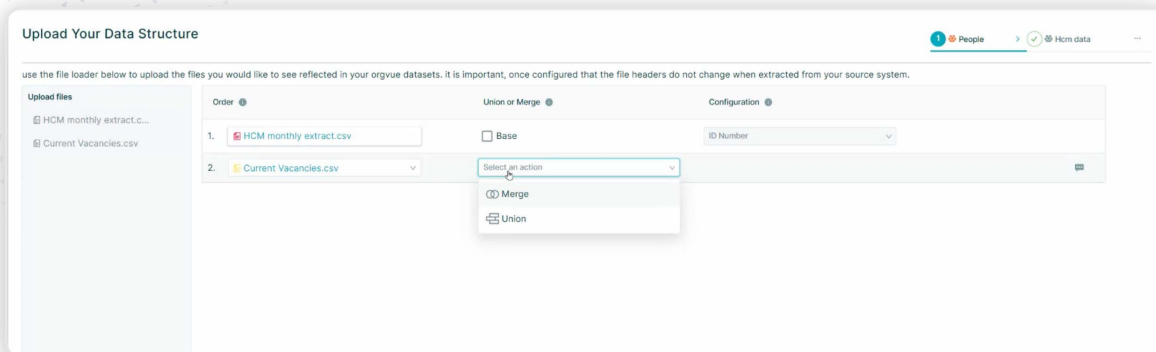 Upload Your Data Structure
1 People > Hcm data ...
use the file loader below to upload the files you would like to see reflected in your orgvue datasets. it is important, once configured that the file headers do not change when extracted from your source system.
Upload files
HCM monthly extract.c...
Current Vacancies.csv
Order Union or Merge Configuration
1. HCM monthly extract.csv Base ID Number
2. Current Vacancies.csv Select an action
Merge
Union